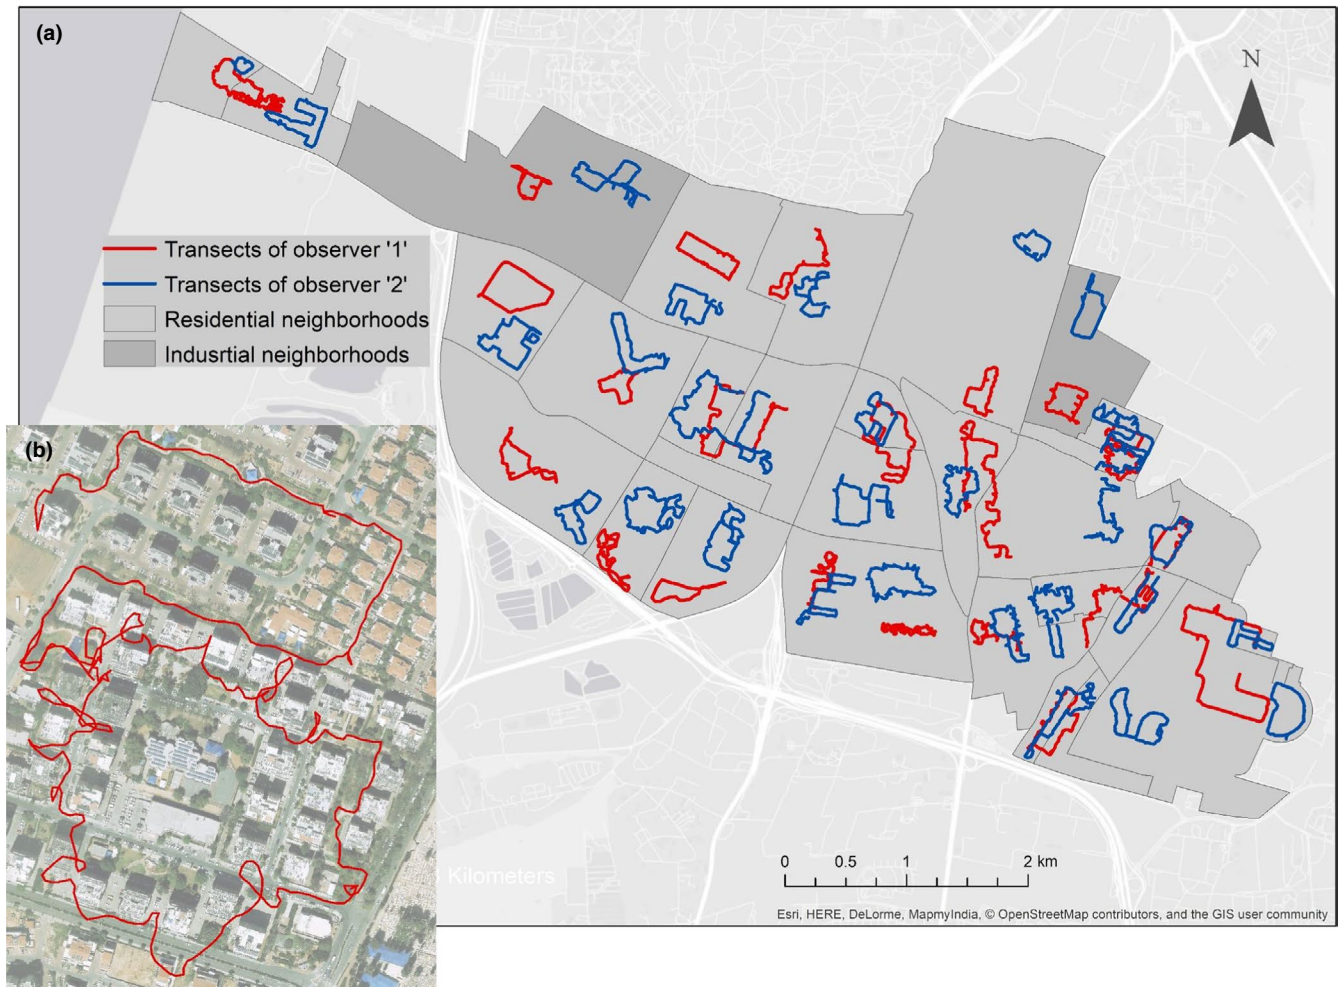 (a)
N
Transects of observer '1'
Transects of observer '2'
Residential neighborhoods
Indusrtial neighborhoods
(b)
Kilometers
0 0.5 1 2 km
Esri, HERE, DeLorme, MapmyIndia, © OpenStreetMap contributors, and the GIS user community